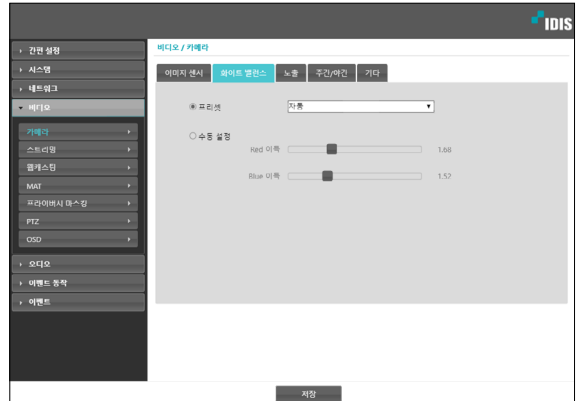 IDIS
간편 설정
시스템
네트워크
비디오
카메라
스트리밍
웹캐스팅
MAT
프라이버시 마스킹
PTZ
OSD
오디오
이벤트 동작
이벤트
비디오 / 카메라
이미지 센서 화이트 밸런스 노출 주간/야간 기타
프리셋 자동
수동 설정
Red 이득 1.68
Blue 이득 1.52
저장